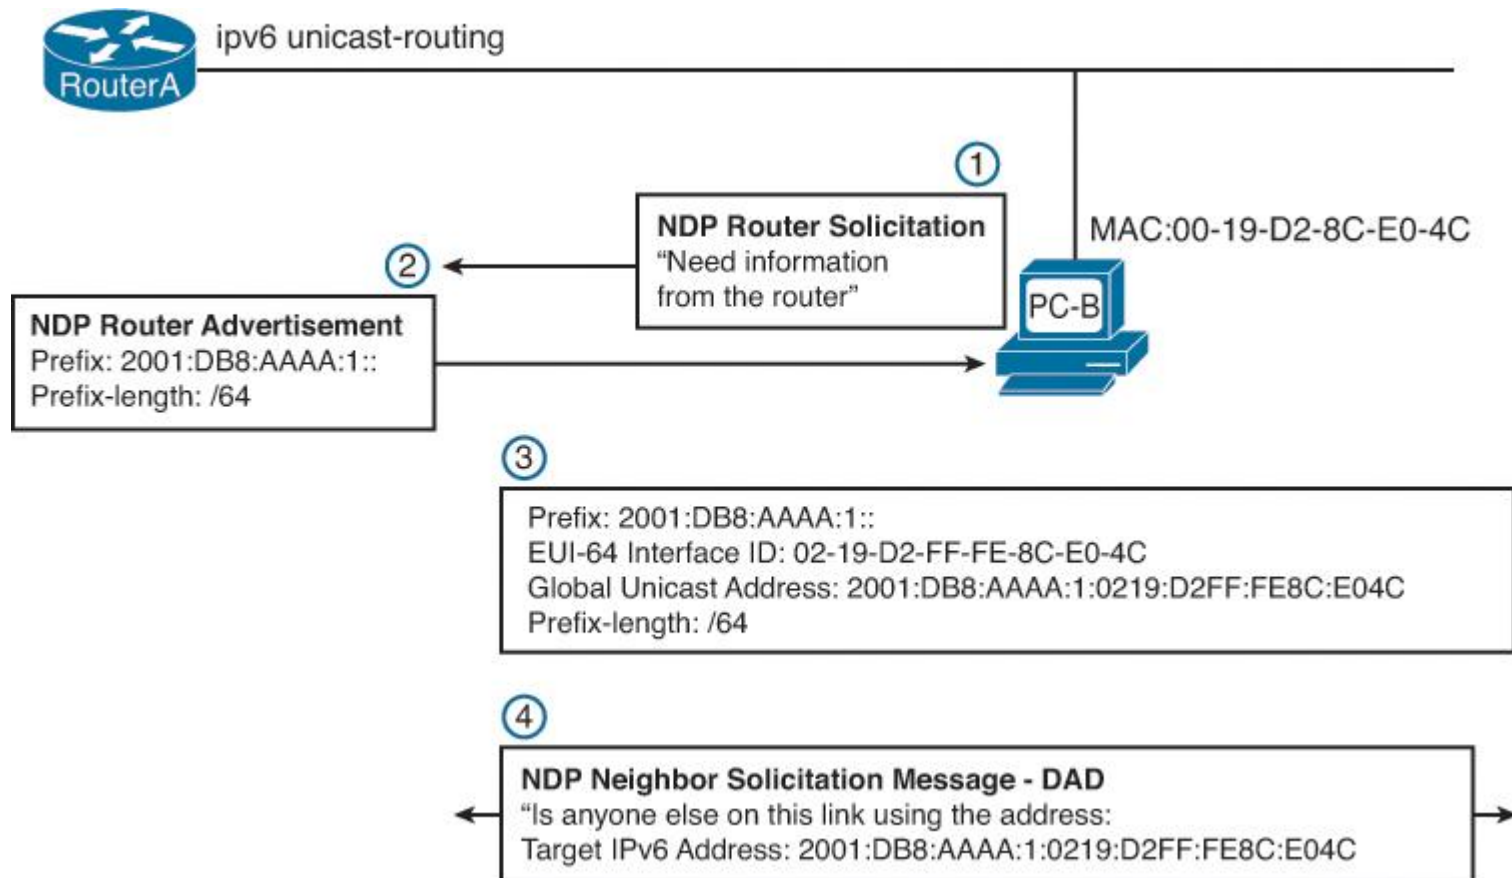 ipv6 unicast-routing
RouterA
1
NDP Router Solicitation
“Need information
from the router”
MAC:00-19-D2-8C-E0-4C
PC-B
2
NDP Router Advertisement
Prefix: 2001:DB8:AAAA:1::
Prefix-length: /64
3
Prefix: 2001:DB8:AAAA:1::
EUI-64 Interface ID: 02-19-D2-FF-FE-8C-E0-4C
Global Unicast Address: 2001:DB8:AAAA:1:0219:D2FF:FE8C:E04C
Prefix-length: /64
4
NDP Neighbor Solicitation Message - DAD
“Is anyone else on this link using the address:
Target IPv6 Address: 2001:DB8:AAAA:1:0219:D2FF:FE8C:E04C